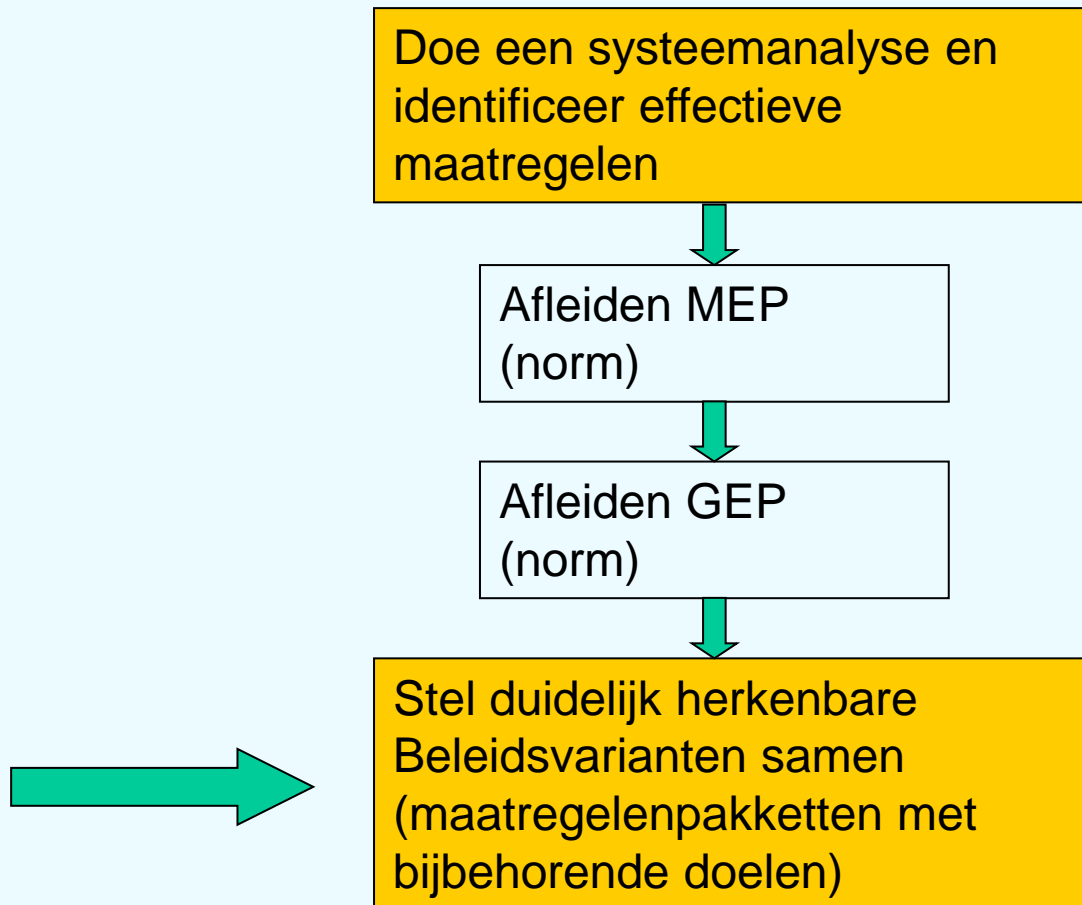 Doe een systeemanalyse en
identificeer effectieve
maatregelen
Afleiden MEP
(norm)
Afleiden GEP
(norm)
Stel duidelijk herkenbare
Beleidsvarianten samen
(maatregelenpakketten met
bijbehorende doelen)